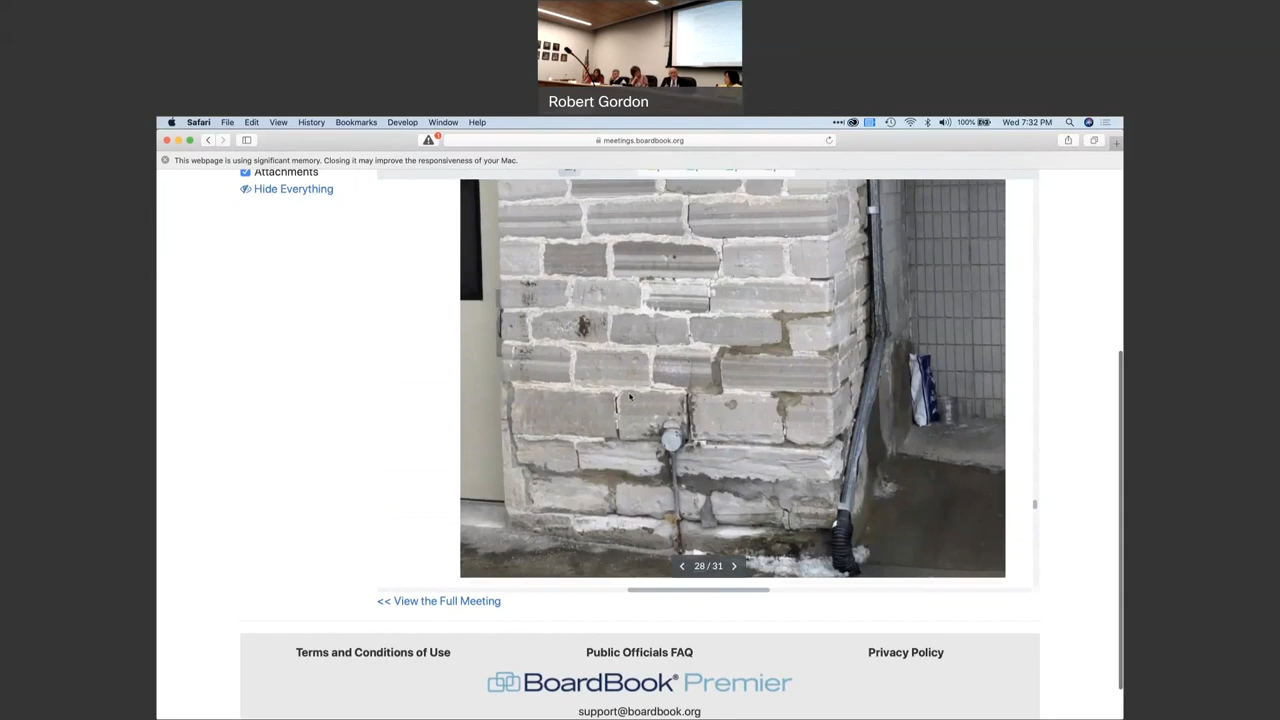 Robert Gordon
Safari File Edit View History Bookmarks Develop Window Help 100% Wed 7:32 PM
meetings.boardbook.org
This webpage is using significant memory. Closing it may improve the responsiveness of your Mac.
Attachments
Hide Everything
28 / 31
<< View the Full Meeting
Terms and Conditions of Use Public Officials FAQ Privacy Policy
BoardBook® Premier
support@boardbook.org